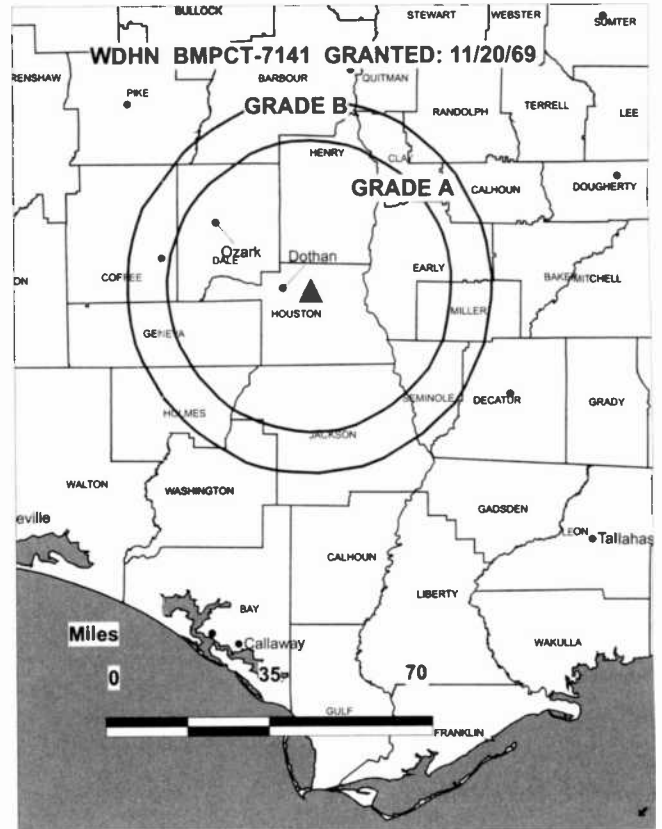 BULLOCK STEWART WEBSTER SUMTER
WDHN BMPCT-7141 GRANTED: 11/20/69
RENSHAW BARBOUR QUITMAN
PIKE
GRADE B RANDOLPH TERRELL LEE
HENRY CLAY
GRADE A CALHOUN DOUGHERTY
Ozark
DALE Dothan
COFFEE EARLY BAKER MITCHELL
ON
HOUSTON MILLER
GENEVA
HOLMES SEMINOLE DECATUR GRADY
JACKSON
WALTON WASHINGTON
eville GADSDEN
LEON Tallahas
CALHOUN
LIBERTY
BAY
Miles Callaway WAKULLA
0 35 70
GULF
FRANKLIN